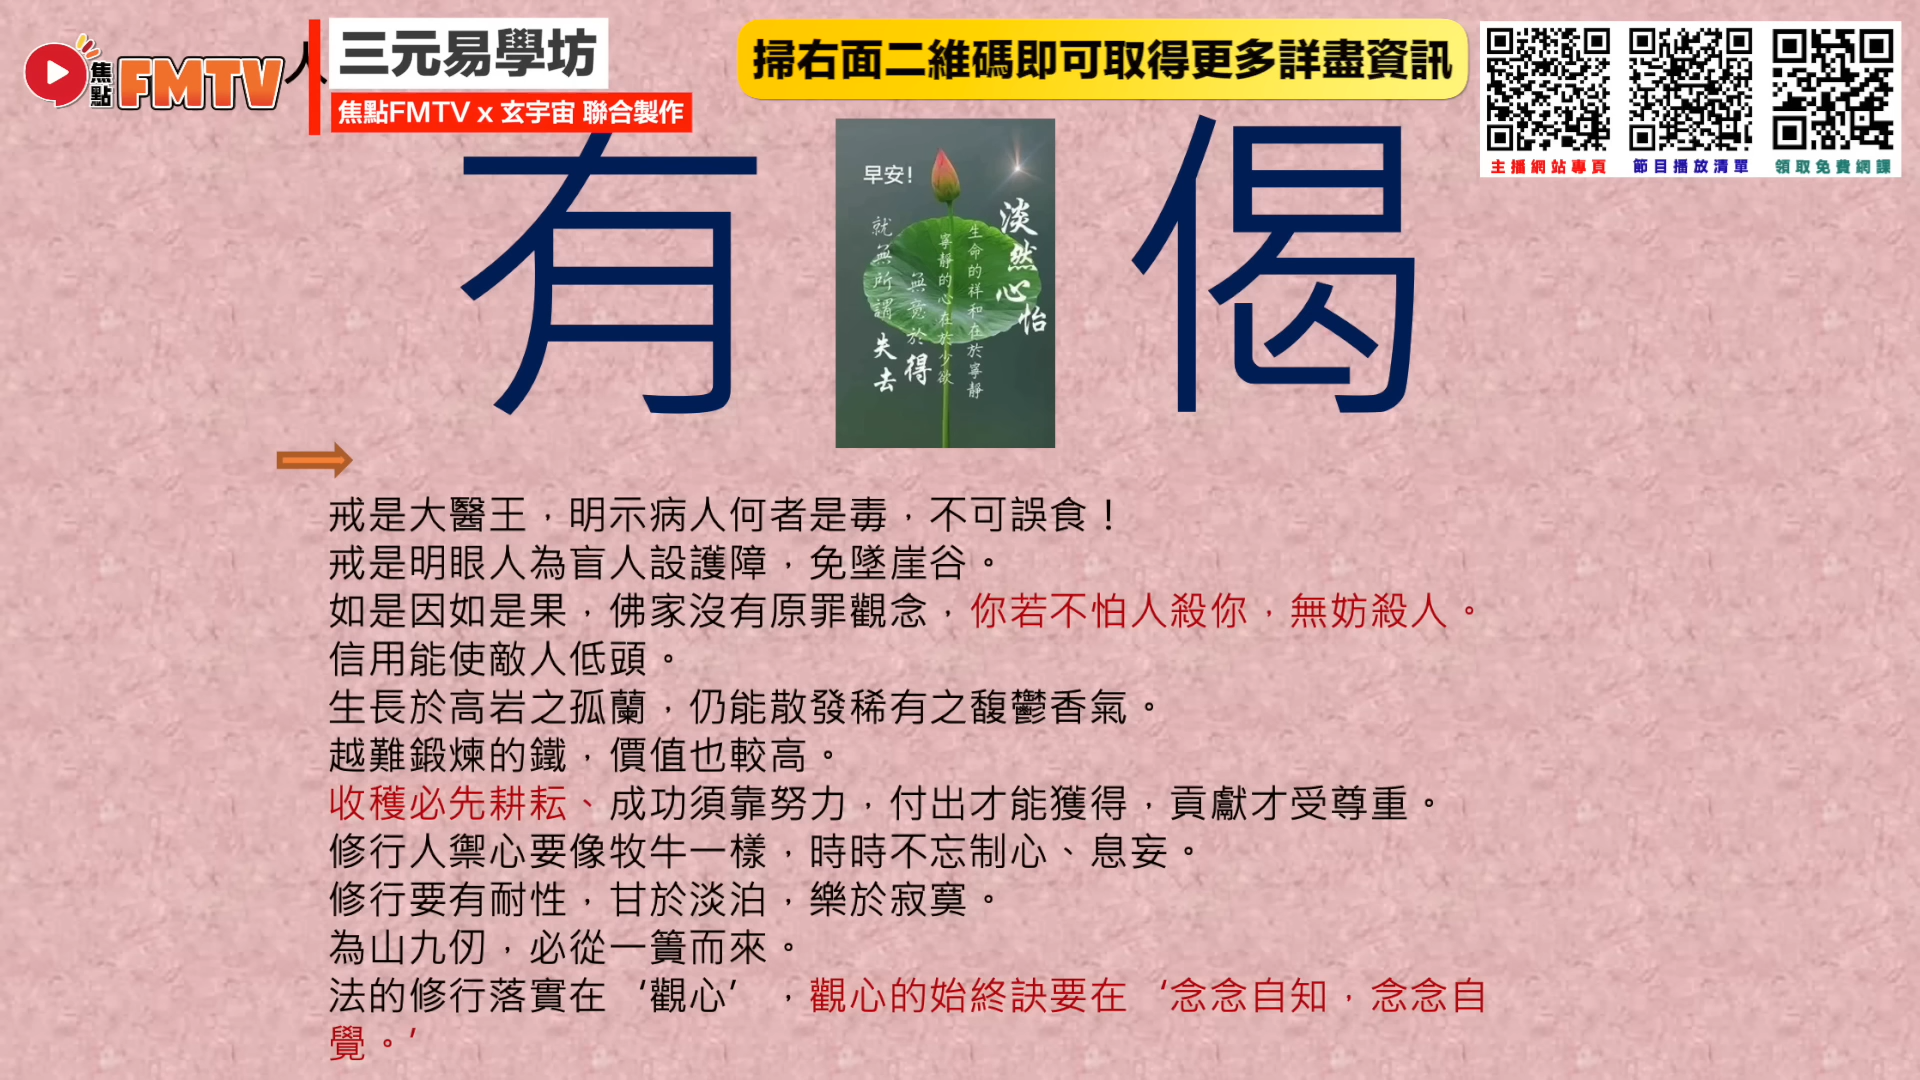 焦點
FMTV
人
三元易學坊
焦點FMTV x 玄宇宙 聯合製作
掃右面二維碼即可取得更多詳盡資訊
主播網站專頁
節目播放清單
領取免費網課
有
偈
早安!
淡然心怡
生命的祥和在於寧靜
寧靜的心在於少欲
無意於得
就無所謂失去
戒是大醫王，明示病人何者是毒，不可誤食！
戒是明眼人為盲人設護障，免墜崖谷。
如是因如是果，佛家沒有原罪觀念，你若不怕人殺你，無妨殺人。
信用能使敵人低頭。
生長於高岩之孤蘭，仍能散發稀有之馥鬱香氣。
越難鍛煉的鐵，價值也較高。
收穫必先耕耘、成功須靠努力，付出才能獲得，貢獻才受尊重。
修行人禦心要像牧牛一樣，時時不忘制心、息妄。
修行要有耐性，甘於淡泊，樂於寂寞。
為山九仞，必從一簣而來。
法的修行落實在‘觀心’，觀心的始終訣要在‘念念自知，念念自
覺。’